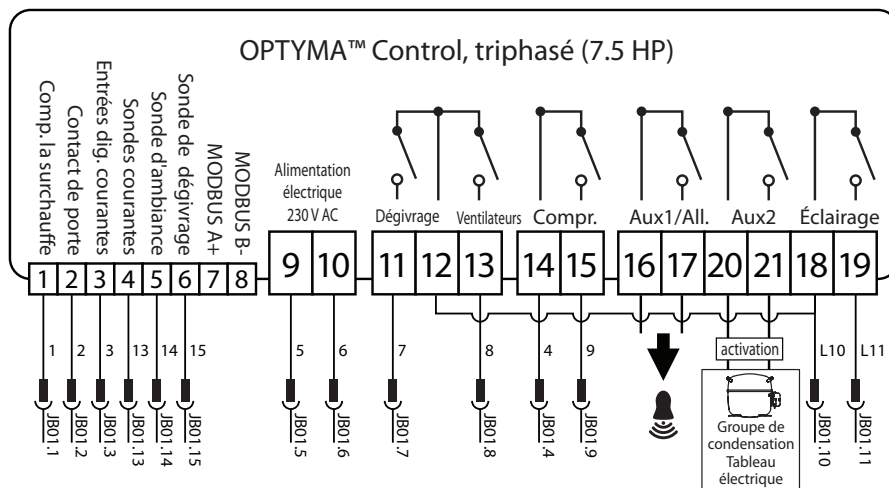 OPTYMA™ Control, triphasé (7.5 HP)
Comp. la surchauffe
Contact de porte
Entrées dig. courantes
Sondes courantes
Sonde d'ambiance
Sonde de dégivrage
MODBUS A+
MODBUS B-
Alimentation
électrique
230 V AC
Dégivrage
Ventilateurs
Compr.
Aux1/All.
Aux2
Éclairage
1 2 3 4 5 6 7 8
9 10
11 12 13
14 15
16 17 20 21 18 19
1 2 3 13 14 15
5 6
7 8
4 9
activation
L10 L11
JB01.1
JB01.2
JB01.3
JB01.13
JB01.14
JB01.15
JB01.5
JB01.6
JB01.7
JB01.8
JB01.4
JB01.9
Groupe de
condensation
Tableau
électrique
JB01.10
JB01.11